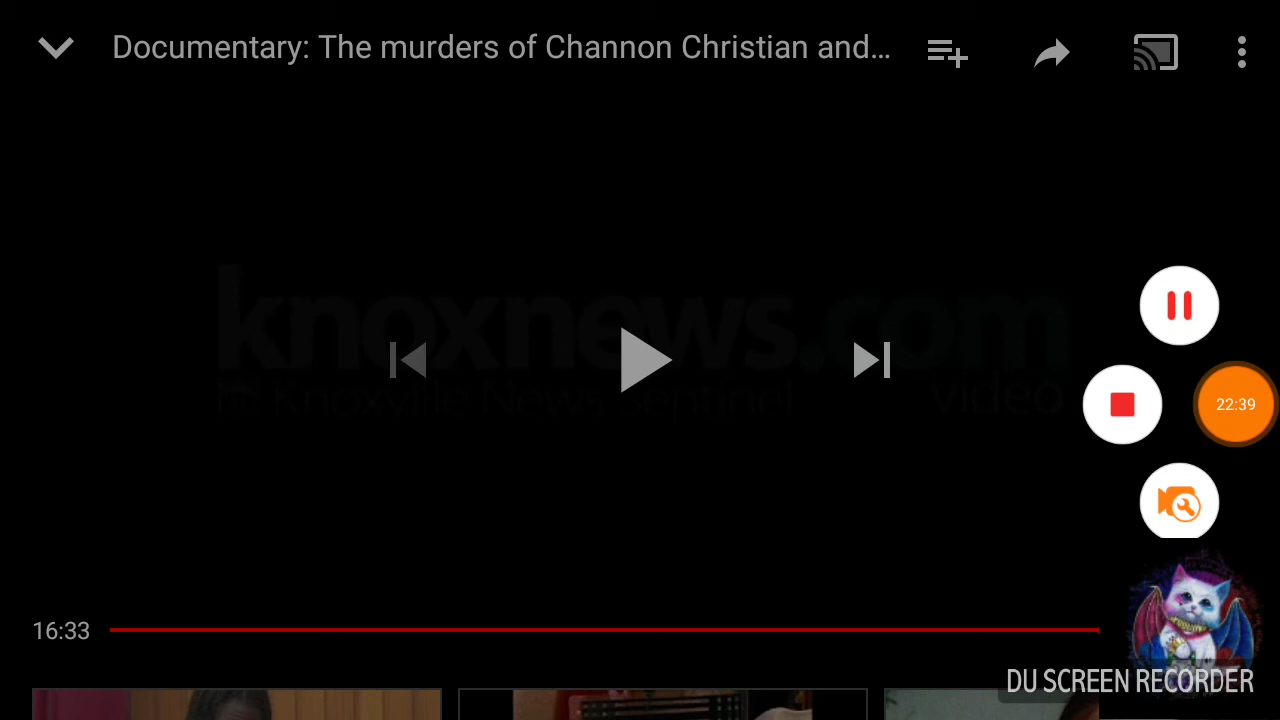 Documentary: The murders of Channon Christian and...
knoxnews.com
Knoxville News Sentinel
video
22:39
16:33
DU SCREEN RECORDER